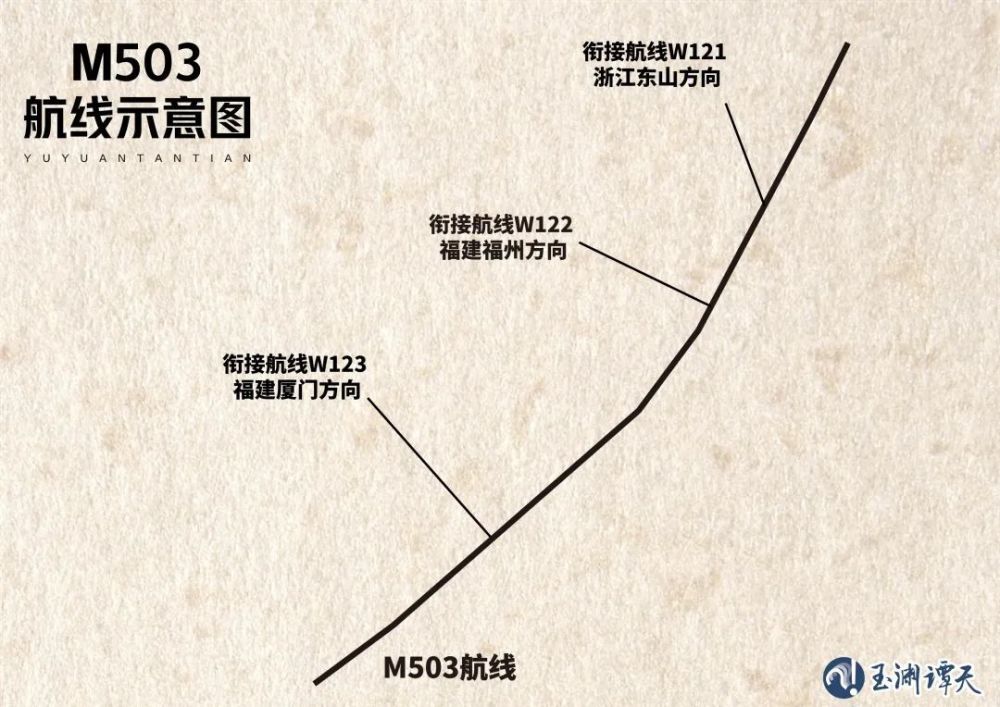 M503
航线示意图
YUYUANTANTIAN
衔接航线W121
浙江东山方向
衔接航线W122
福建福州方向
衔接航线W123
福建厦门方向
M503航线
玉渊谭天